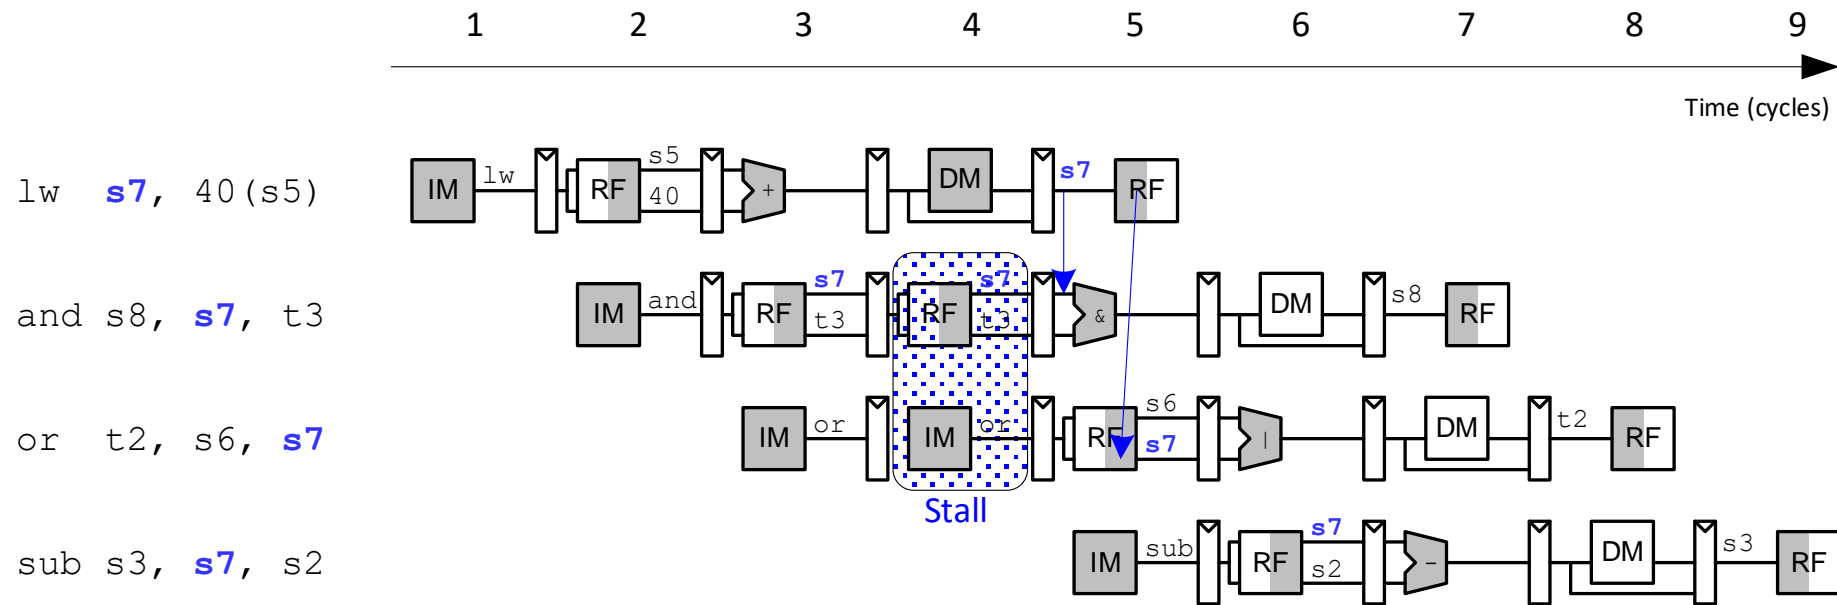 1 2 3 4 5 6 7 8 9
Time (cycles)
lw s7, 40(s5)
IM lw RF s5 40 + DM s7 RF
and s8, s7, t3
IM and RF s7 t3 RF s7 t3 & DM s8 RF
or t2, s6, s7
IM or IM or RF s6 s7 | DM t2 RF
Stall
sub s3, s7, s2
IM sub RF s7 s2 - DM s3 RF